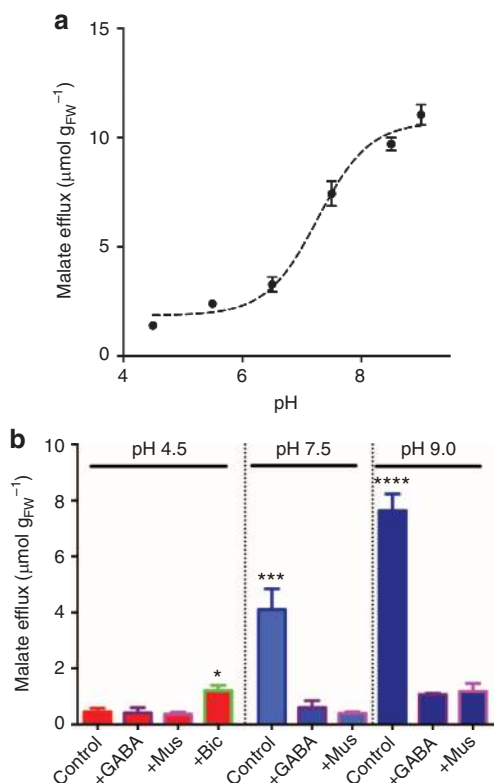 a
Malate efflux (μmol g_FW⁻¹)
15
10
5
0
4
6
8
pH
b
Malate efflux (μmol g_FW⁻¹)
10
8
6
4
2
0
pH 4.5
pH 7.5
pH 9.0
*
***
****
Control
+GABA
+Mus
+Bic
Control
+GABA
+Mus
Control
+GABA
+Mus